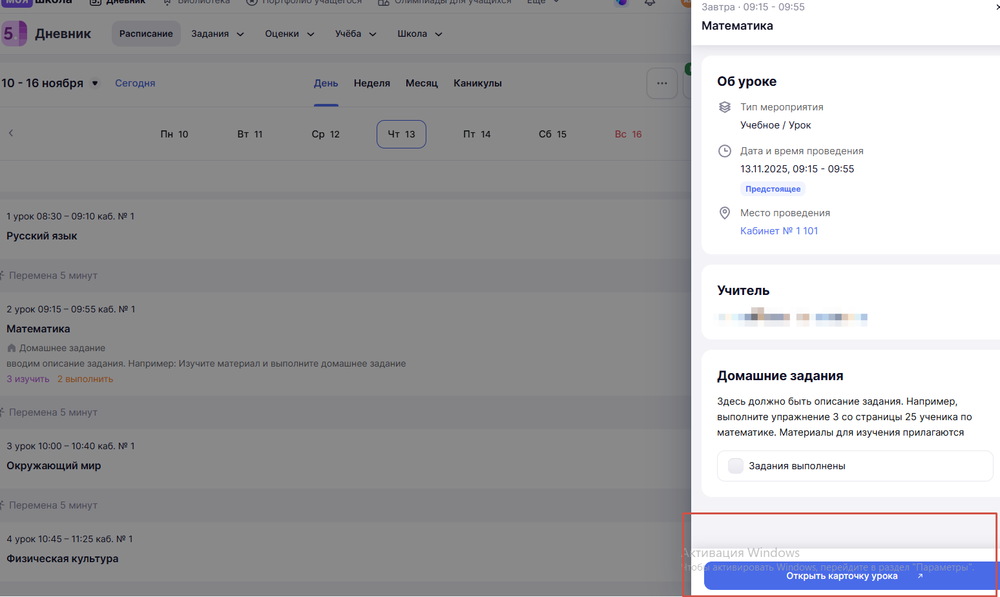 моя школа
5. Дневник
Библиотека
Портфолио учащегося
Олимпиады для учащихся
Ещё
5. Дневник
Расписание
Задания
Оценки
Учёба
Школа
10 - 16 ноября
Сегодня
День
Неделя
Месяц
Каникулы
Пн 10
Вт 11
Ср 12
Чт 13
Пт 14
Сб 15
Вс 16
1 урок 08:30 – 09:10 каб. № 1
Русский язык
Перемена 5 минут
2 урок 09:15 – 09:55 каб. № 1
Математика
Домашнее задание
вводим описание задания. Например: Изучите материал и выполните домашнее задание
3 изучить 2 выполнить
Перемена 5 минут
3 урок 10:00 – 10:40 каб. № 1
Окружающий мир
Перемена 5 минут
4 урок 10:45 – 11:25 каб. № 1
Физическая культура
Завтра · 09:15 - 09:55
Математика
Об уроке
Тип мероприятия
Учебное / Урок
Дата и время проведения
13.11.2025, 09:15 - 09:55
Предстоящее
Место проведения
Кабинет № 1 101
Учитель
Домашние задания
Здесь должно быть описание задания. Например,
выполните упражнение 3 со страницы 25 ученика по
математике. Материалы для изучения прилагаются
Задания выполнены
Активация Windows
Чтобы активировать Windows, перейдите в раздел "Параметры".
Открыть карточку урока